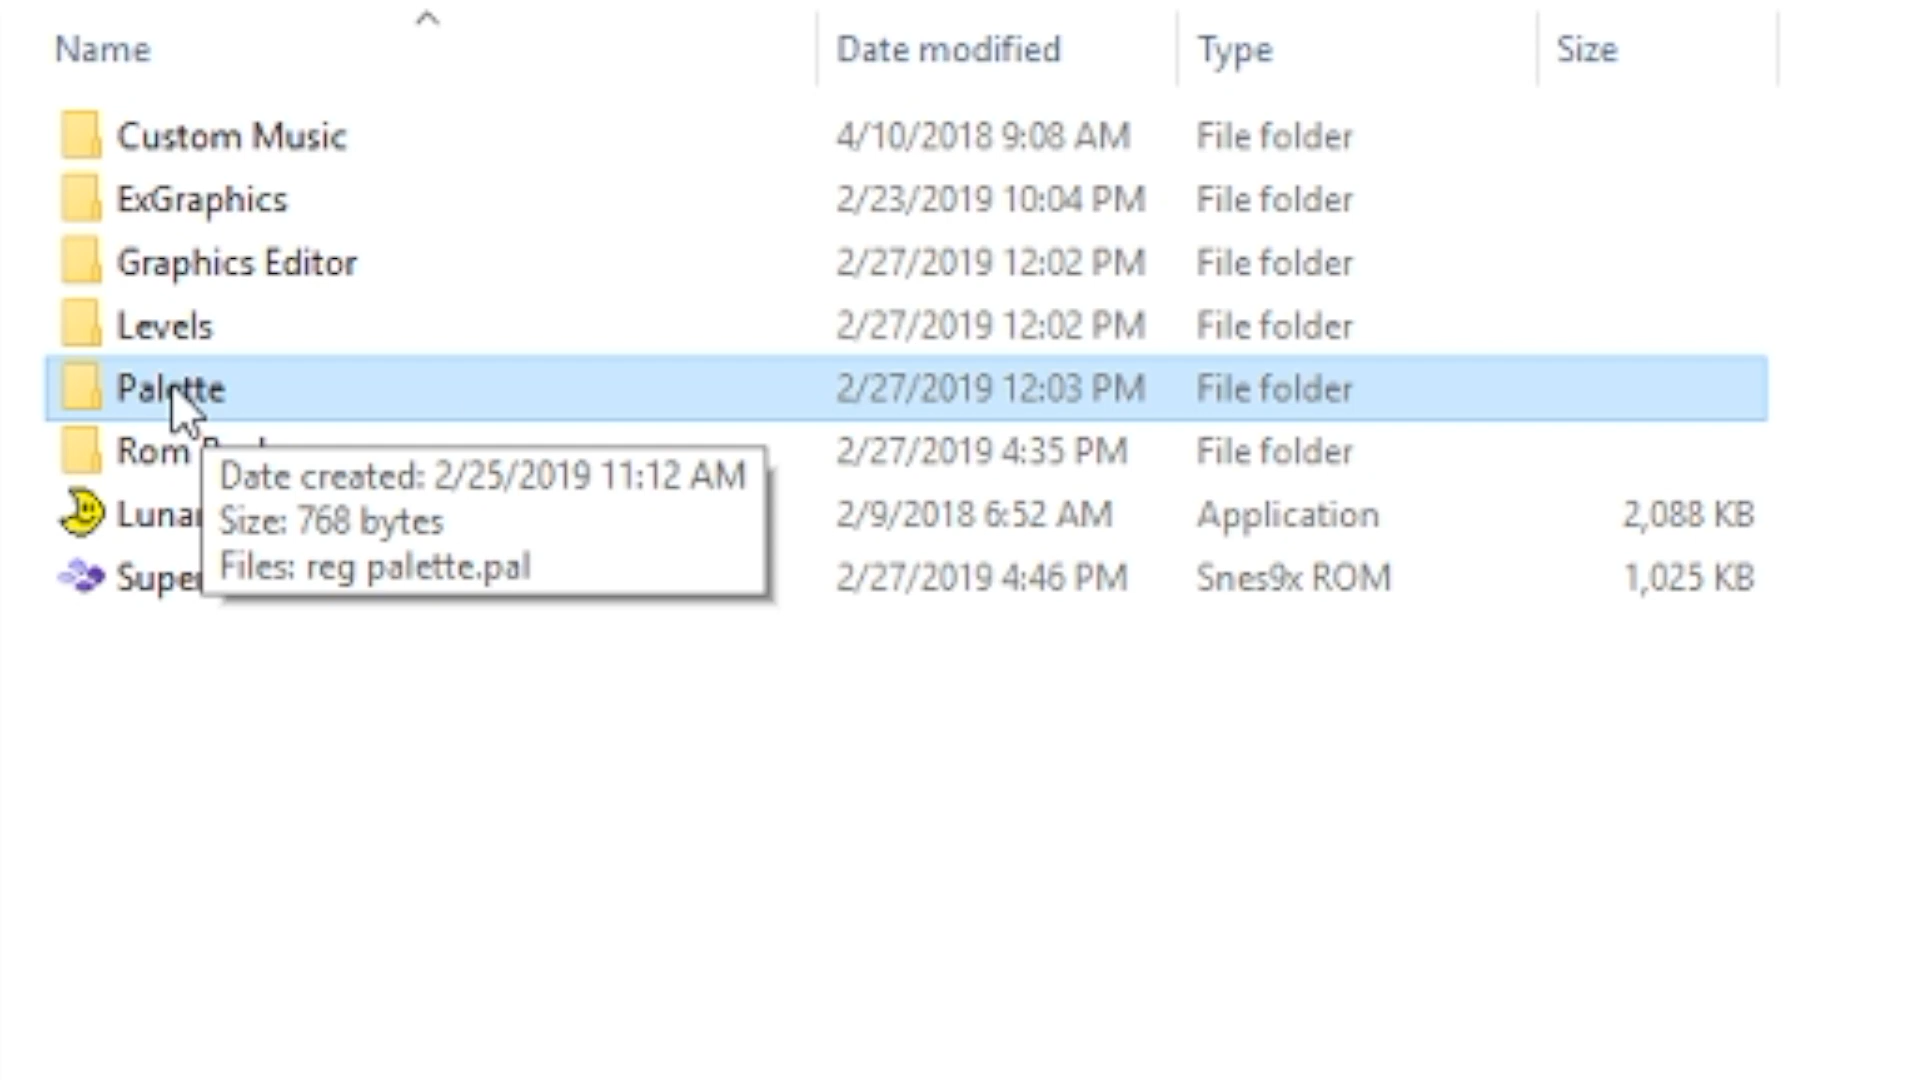 Name Date modified Type Size
Custom Music 4/10/2018 9:08 AM File folder
ExGraphics 2/23/2019 10:04 PM File folder
Graphics Editor 2/27/2019 12:02 PM File folder
Levels 2/27/2019 12:02 PM File folder
Palette 2/27/2019 12:03 PM File folder
Rom 2/27/2019 4:35 PM File folder
Date created: 2/25/2019 11:12 AM
2/9/2018 6:52 AM Application 2,088 KB
Size: 768 bytes
Files: reg palette.pal
2/27/2019 4:46 PM Snes9x ROM 1,025 KB